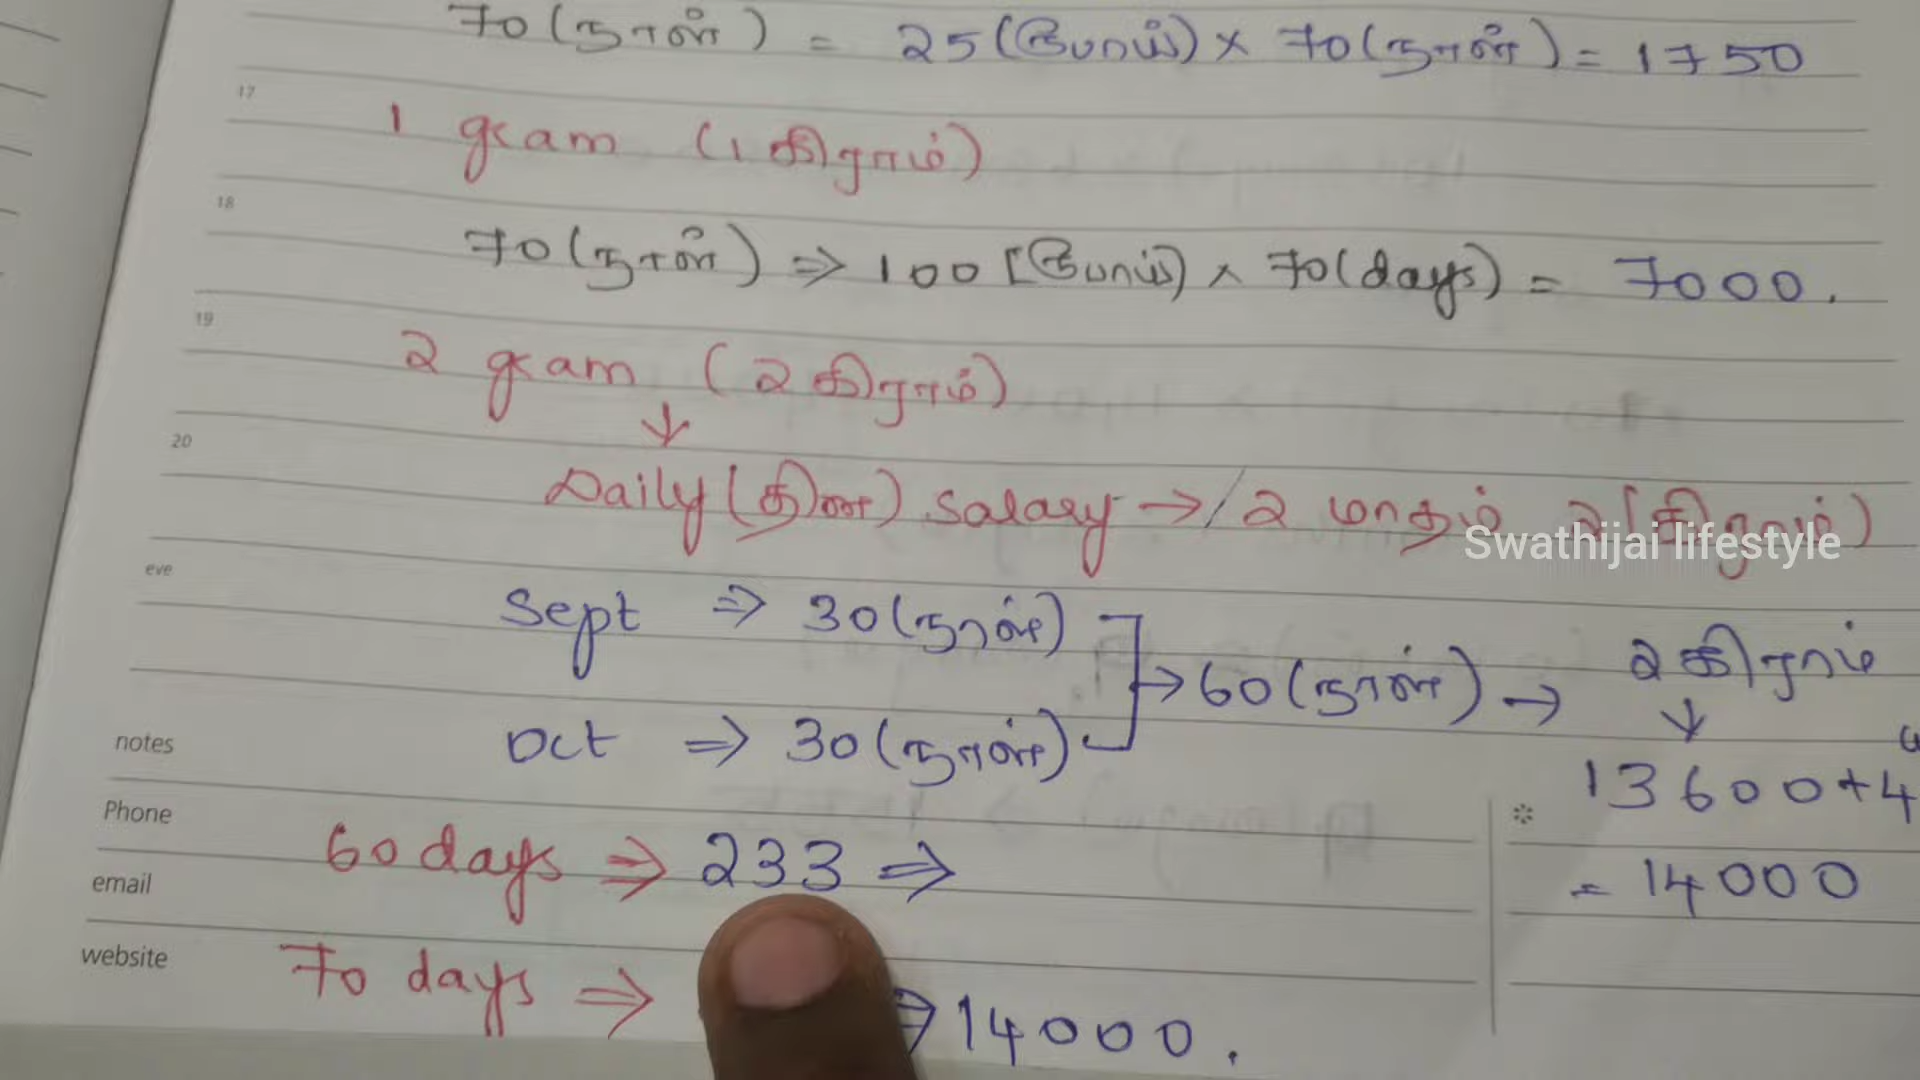 70 (நாள்) = 25 (ரூபாய்) × 70 (நாள்) = 1750
17
1 gram (1 கிராம்)
18
70 (நாள்) ⇒ 100 [ரூபாய்) × 70 (days) = 7000.
19
2 gram (2 கிராம்)
↓
20
Daily (தின) salary → / 2 மாதம் 2 (கிராம்)
Swathijai lifestyle
eve
Sept ⇒ 30 (நாள்)
→ 60 (நாள்) → 2 கிராம்
↓
notes
Oct ⇒ 30 (நாள்)
13600+4
Phone
60 days ⇒ 233 ⇒
= 14000
email
website
70 days ⇒ ⇒ 14000.